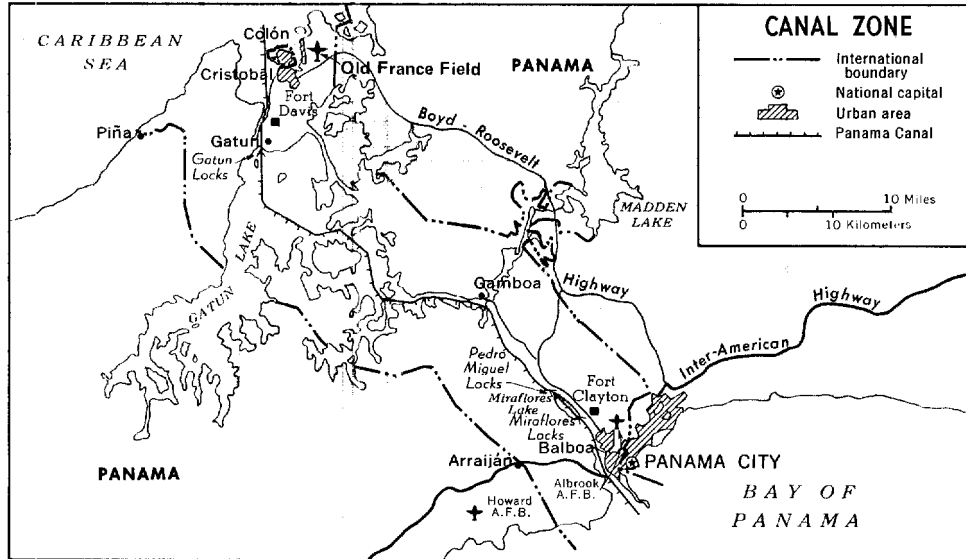 CARIBBEAN
SEA
Colón
Cristobál
Old France Field
PANAMA
Fort
Davis
Piña
Gatun
Gatun
Locks
Boyd - Roosevelt
MADDEN
LAKE
GATUN LAKE
Gamboa
Highway
Highway
Inter-American
Pedro
Miguel
Locks
Miraflores
Lake
Miraflores
Locks
Fort
Clayton
Balboa
PANAMA
Arraiján
Albrook
A.F.B.
Howard
A.F.B.
PANAMA CITY
BAY OF
PANAMA
CANAL ZONE
International
boundary
National capital
Urban area
Panama Canal
0 10 Miles
0 10 Kilometers